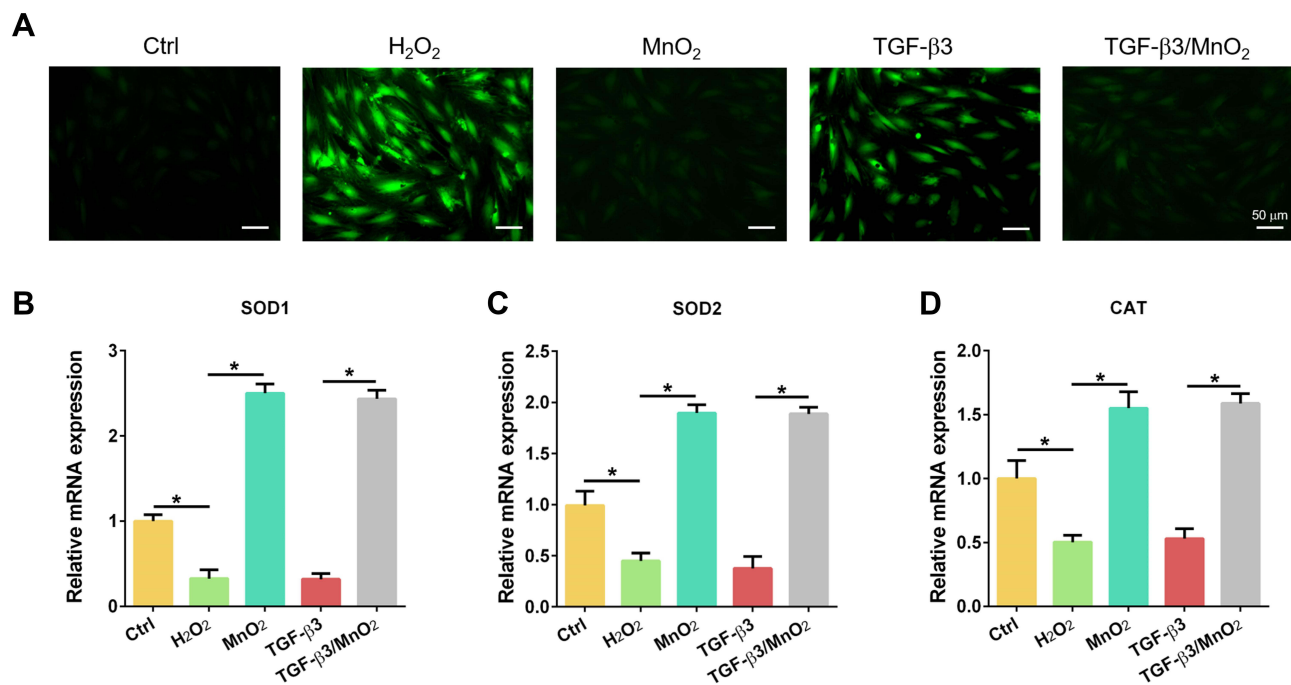 A
Ctrl
H₂O₂
MnO₂
TGF-β3
TGF-β3/MnO₂
50 μm
B
SOD1
Relative mRNA expression
3
2
1
0
*
*
*
Ctrl
H₂O₂
MnO₂
TGF-β3
TGF-β3/MnO₂
C
SOD2
Relative mRNA expression
2.5
2.0
1.5
1.0
0.5
0.0
*
*
*
Ctrl
H₂O₂
MnO₂
TGF-β3
TGF-β3/MnO₂
D
CAT
Relative mRNA expression
2.0
1.5
1.0
0.5
0.0
*
*
*
Ctrl
H₂O₂
MnO₂
TGF-β3
TGF-β3/MnO₂